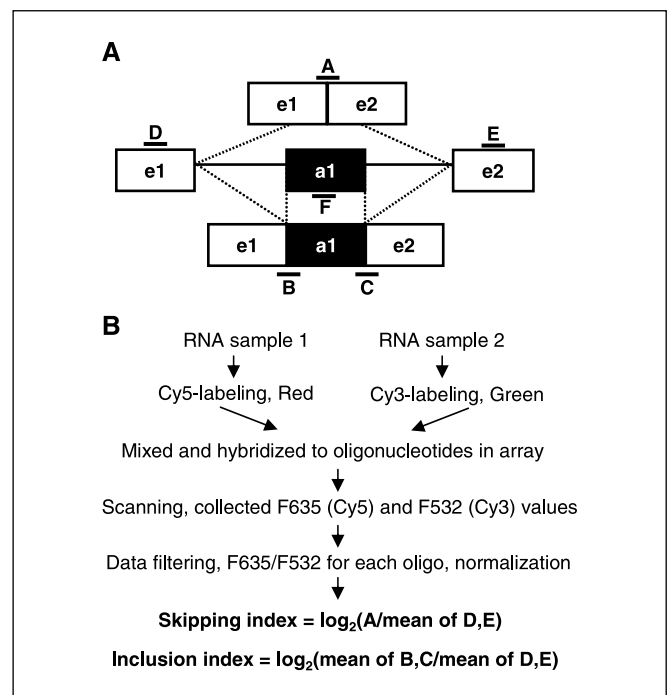 A
A
e1 e2
D
E
e1
a1
e2
F
e1 a1 e2
B
C
B
RNA sample 1 RNA sample 2
Cy5-labeling, Red Cy3-labeling, Green
Mixed and hybridized to oligonucleotides in array
Scanning, collected F635 (Cy5) and F532 (Cy3) values
Data filtering, F635/F532 for each oligo, normalization
Skipping index = log₂(A/mean of D,E)
Inclusion index = log₂(mean of B,C/mean of D,E)